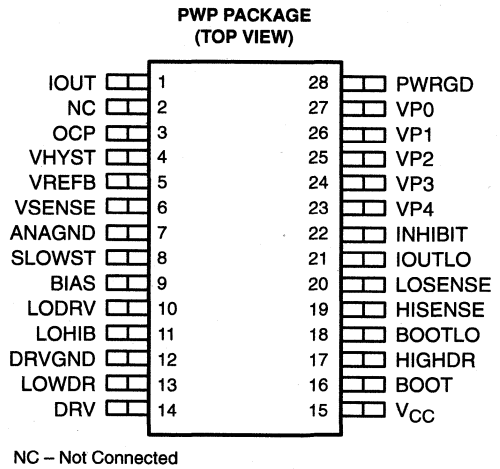 PWP PACKAGE
(TOP VIEW)
IOUT 1 28 PWRGD
NC 2 27 VP0
OCP 3 26 VP1
VHYST 4 25 VP2
VREFB 5 24 VP3
VSENSE 6 23 VP4
ANAGND 7 22 INHIBIT
SLOWST 8 21 IOUTLO
BIAS 9 20 LOSENSE
LODRV 10 19 HISENSE
LOHIB 11 18 BOOTLO
DRVGND 12 17 HIGHDR
LOWDR 13 16 BOOT
DRV 14 15 VCC
NC – Not Connected